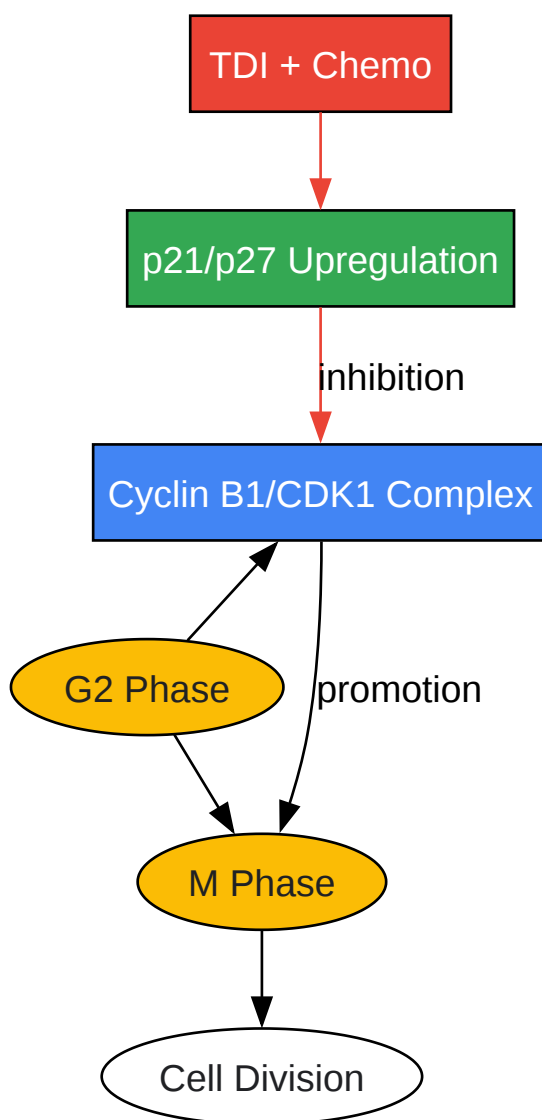 TDI + Chemo
p21/p27 Upregulation
inhibition
Cyclin B1/CDK1 Complex
G2 Phase
promotion
M Phase
Cell Division